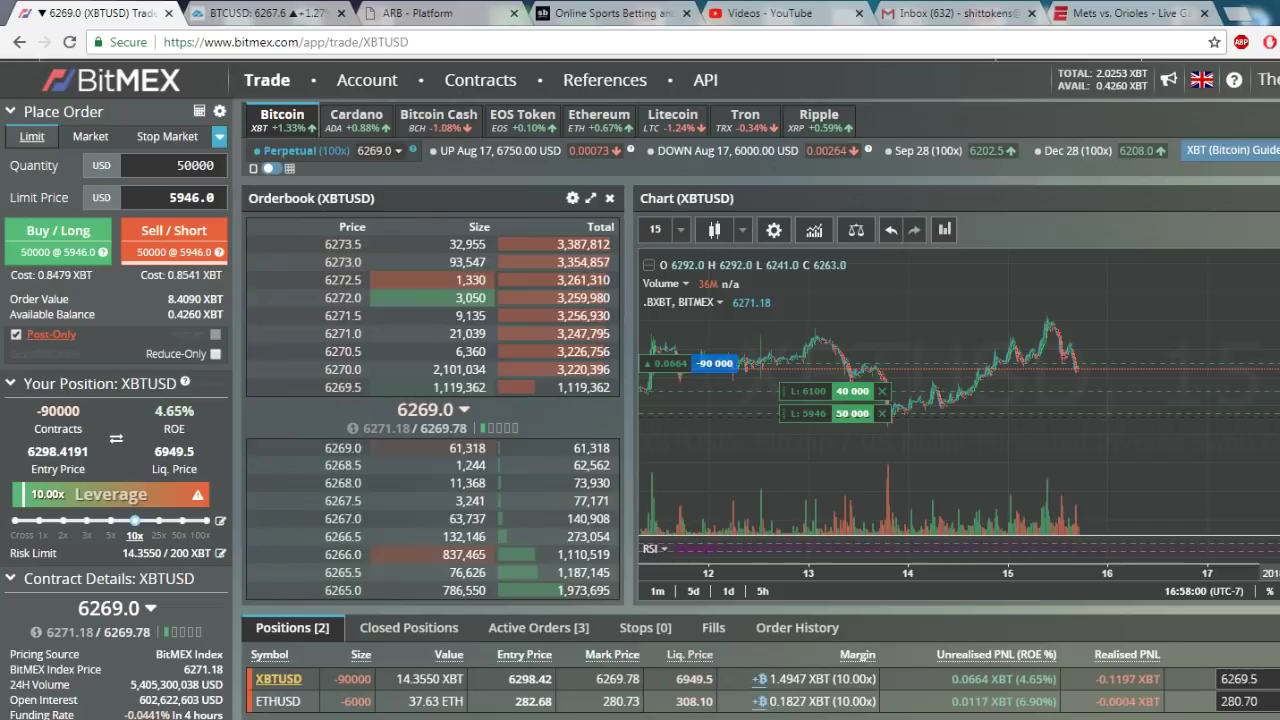 6269.0 (XBTUSD) Trade
BTCUSD: 6267.6 ▲+1.27%
ARB - Platform
Online Sports Betting an
Videos - YouTube
Inbox (632) - shittokens@
Mets vs. Orioles - Live G
Secure https://www.bitmex.com/app/trade/XBTUSD
BitMEX Trade • Account • Contracts • References • API
TOTAL: 2.0253 XBT
AVAIL: 0.4260 XBT
Place Order
Limit Market Stop Market
Quantity USD 50000
Limit Price USD 5946.0
Buy / Long Sell / Short
50000 @ 5946.0 50000 @ 5946.0
Cost: 0.8479 XBT Cost: 0.8541 XBT
Order Value 8.4090 XBT
Available Balance 0.4260 XBT
Post-Only
Reduce-Only
Your Position: XBTUSD
-90000 4.65%
Contracts ROE
6298.4191 6949.5
Entry Price Liq. Price
10.00x Leverage
Cross 1x 2x 3x 5x 10x 25x 50x 100x
Risk Limit 14.3550 / 200 XBT
Contract Details: XBTUSD
6269.0
6271.18 / 6269.78
Pricing Source BitMEX Index
BitMEX Index Price 6271.18
24H Volume 5,405,300,038 USD
Open Interest 602,622,603 USD
Funding Rate -0.0441% In 4 hours
Bitcoin Cardano Bitcoin Cash EOS Token Ethereum Litecoin Tron Ripple
XBT +1.33% ADA +0.88% BCH -1.08% EOS +0.10% ETH +0.67% LTC -1.24% TRX -0.34% XRP +0.59%
Perpetual (100x) 6269.0 UP Aug 17, 6750.00 USD 0.00073 DOWN Aug 17, 6000.00 USD 0.00264 Sep 28 (100x) 6202.5 Dec 28 (100x) 6208.0 XBT (Bitcoin) Guide
Orderbook (XBTUSD)
Price Size Total
6273.5 32,955 3,387,812
6273.0 93,547 3,354,857
6272.5 1,330 3,261,310
6272.0 3,050 3,259,980
6271.5 9,135 3,256,930
6271.0 21,039 3,247,795
6270.5 6,360 3,226,756
6270.0 2,101,034 3,220,396
6269.5 1,119,362 1,119,362
6269.0
6271.18 / 6269.78
6269.0 61,318 61,318
6268.5 1,244 62,562
6268.0 11,368 73,930
6267.5 3,241 77,171
6267.0 63,737 140,908
6266.5 132,146 273,054
6266.0 837,465 1,110,519
6265.5 76,626 1,187,145
6265.0 786,550 1,973,695
Chart (XBTUSD)
15
O 6292.0 H 6292.0 L 6241.0 C 6263.0
Volume 36M n/a
.BXBT, BITMEX 6271.18
▲ 0.0664 -90 000
L: 6100 40 000
L: 5946 50 000
RSI
12 13 14 15 16 17 201
1m 5d 1d 5h 16:58:00 (UTC-7) %
Positions [2] Closed Positions Active Orders [3] Stops [0] Fills Order History
Symbol Size Value Entry Price Mark Price Liq. Price Margin Unrealised PNL (ROE %) Realised PNL
XBTUSD -90000 14.3550 XBT 6298.42 6269.78 6949.5 1.4947 XBT (10.00x) 0.0664 XBT (4.65%) -0.1197 XBT 6269.5
ETHUSD -6000 37.63 ETH 282.68 280.73 308.10 0.1827 XBT (10.00x) 0.0117 XBT (6.90%) -0.0004 XBT 280.70